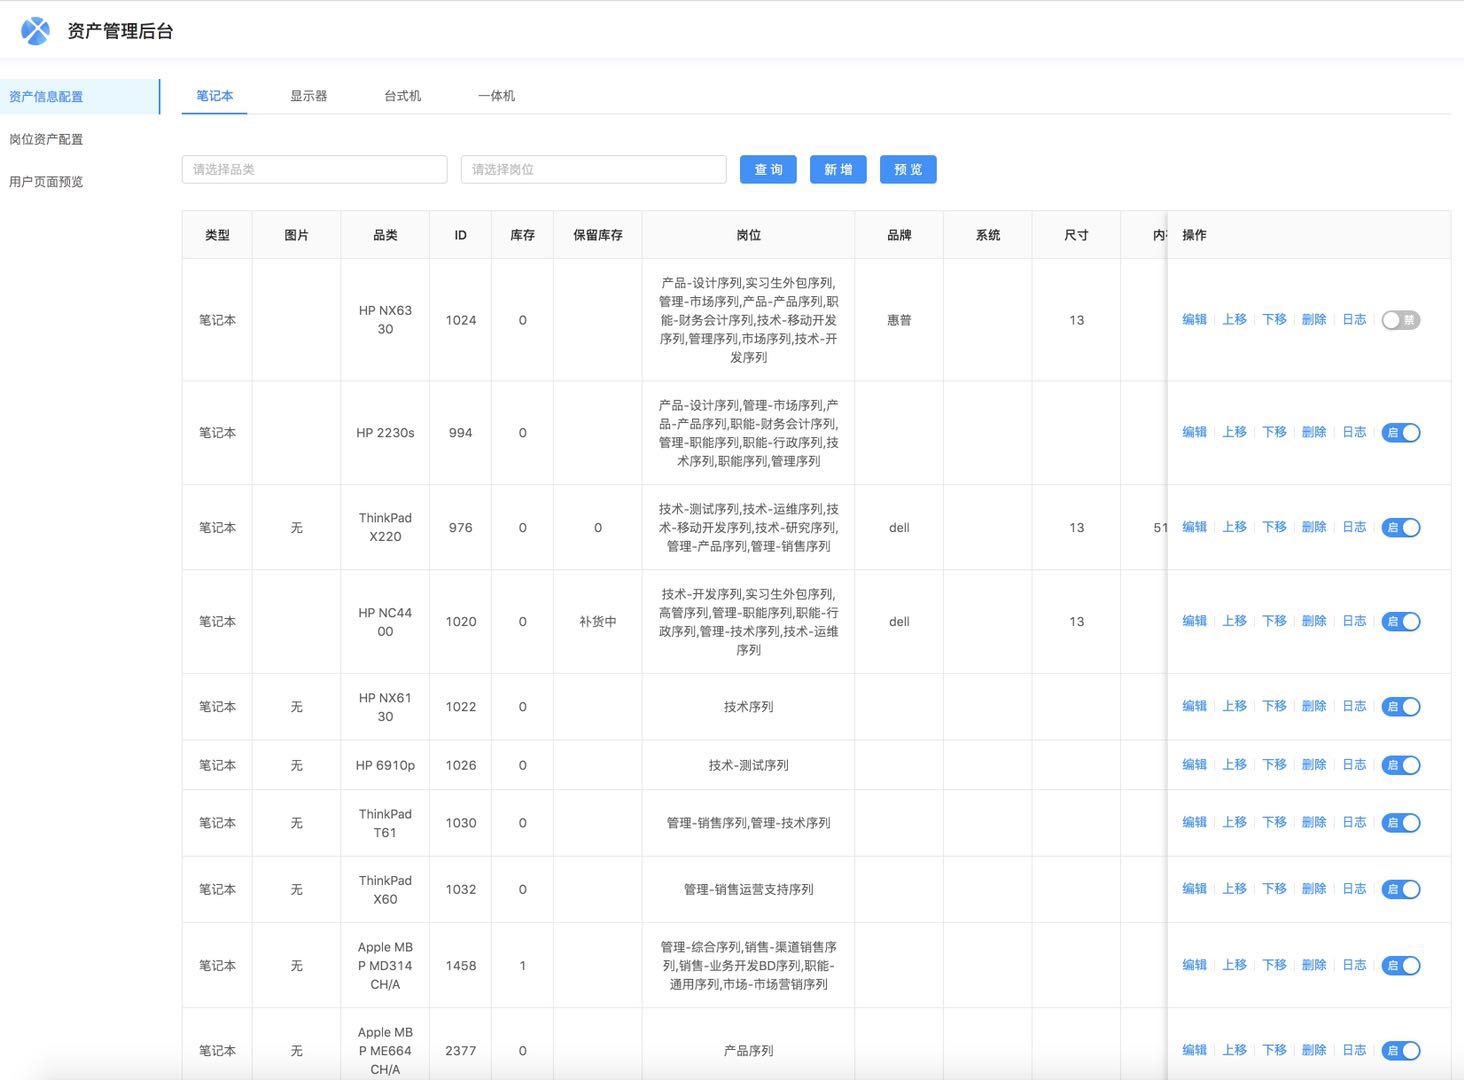 资产管理后台
资产信息配置
岗位资产配置
用户页面预览
笔记本 显示器 台式机 一体机
请选择品类 请选择岗位 查 询 新 增 预 览
类型 图片 品类 ID 库存 保留库存 岗位 品牌 系统 尺寸 内 操作
笔记本 HP NX63
30 1024 0 产品-设计序列,实习生外包序列,
管理-市场序列,产品-产品序列,职
能-财务会计序列,技术-移动开发
序列,管理序列,市场序列,技术-开
发序列 惠普 13 编辑 上移 下移 删除 日志 禁
笔记本 HP 2230s 994 0 产品-设计序列,管理-市场序列,产
品-产品序列,职能-财务会计序列,
管理-职能序列,职能-行政序列,技
术序列,职能序列,管理序列 编辑 上移 下移 删除 日志 启
笔记本 无 ThinkPad
X220 976 0 0 技术-测试序列,技术-运维序列,技
术-移动开发序列,技术-研究序列,
管理-产品序列,管理-销售序列 dell 13 51 编辑 上移 下移 删除 日志 启
笔记本 HP NC44
00 1020 0 补货中 技术-开发序列,实习生外包序列,
高管序列,管理-职能序列,职能-行
政序列,管理-技术序列,技术-运维
序列 dell 13 编辑 上移 下移 删除 日志 启
笔记本 无 HP NX61
30 1022 0 技术序列 编辑 上移 下移 删除 日志 启
笔记本 无 HP 6910p 1026 0 技术-测试序列 编辑 上移 下移 删除 日志 启
笔记本 无 ThinkPad
T61 1030 0 管理-销售序列,管理-技术序列 编辑 上移 下移 删除 日志 启
笔记本 无 ThinkPad
X60 1032 0 管理-销售运营支持序列 编辑 上移 下移 删除 日志 启
笔记本 无 Apple MB
P MD314
CH/A 1458 1 管理-综合序列,销售-渠道销售序
列,销售-业务开发BD序列,职能-
通用序列,市场-市场营销序列 编辑 上移 下移 删除 日志 启
笔记本 无 Apple MB
P ME664
CH/A 2377 0 产品序列 编辑 上移 下移 删除 日志 启